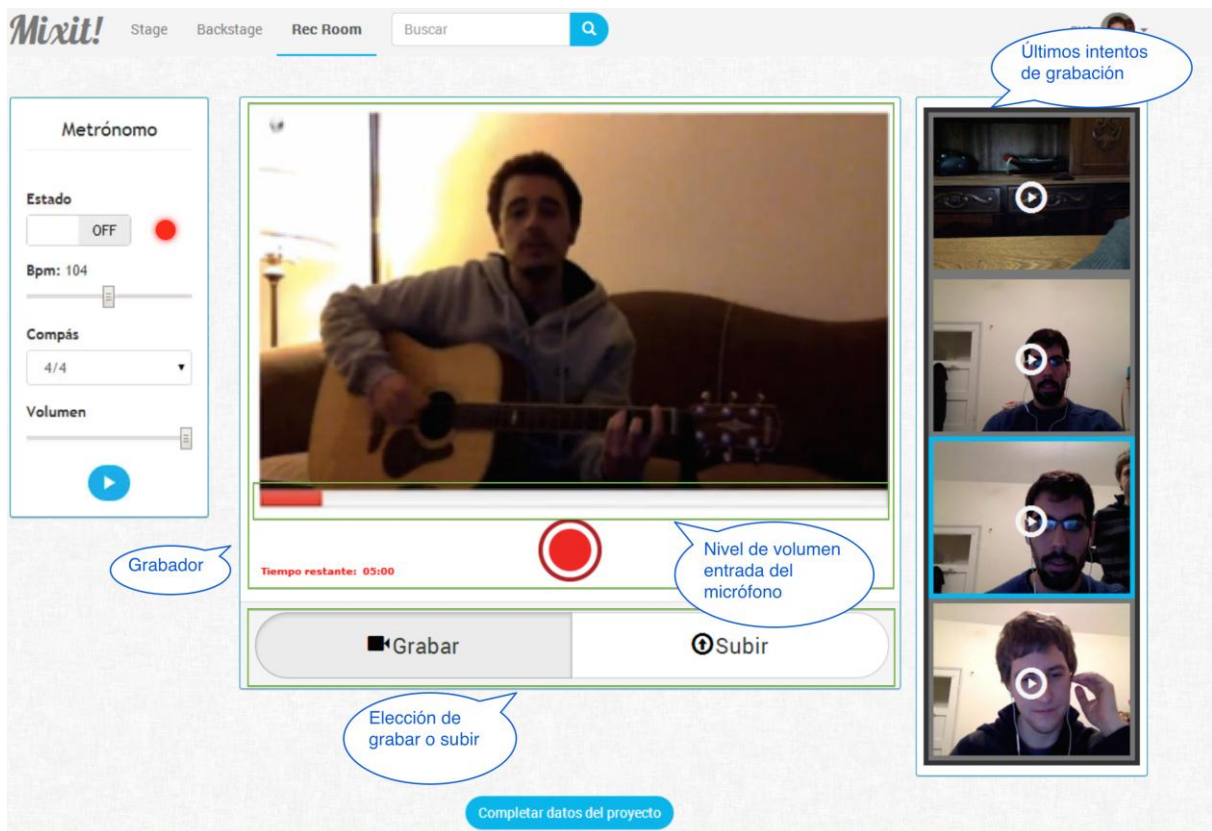 Mixit!
Stage
Backstage
Rec Room
Buscar
Últimos intentos
de grabación
Metrónomo
Estado
OFF
Bpm: 104
Compás
4/4
Volumen
Grabador
Tiempo restante: 05:00
Nivel de volumen
entrada del
micrófono
Grabar
Subir
Elección de
grabar o subir
Completar datos del proyecto